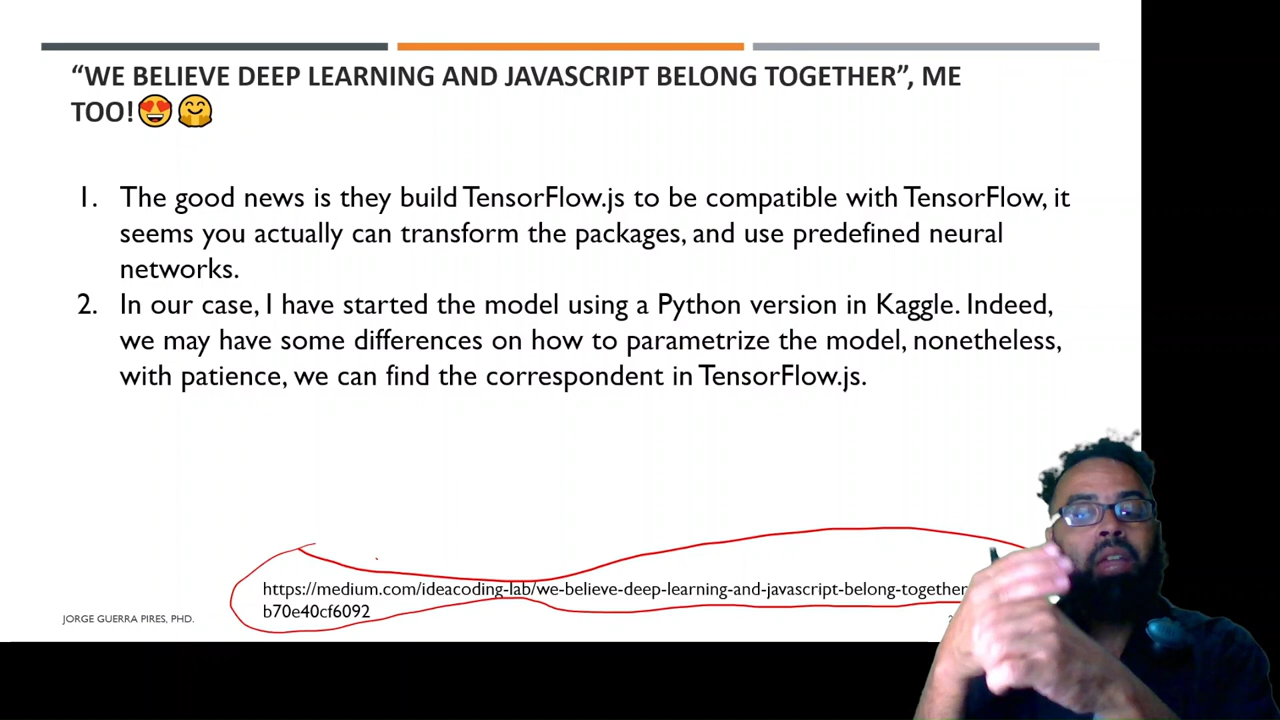 “WE BELIEVE DEEP LEARNING AND JAVASCRIPT BELONG TOGETHER”, ME
TOO!😍🤗
1. The good news is they build TensorFlow.js to be compatible with TensorFlow, it
seems you actually can transform the packages, and use predefined neural
networks.
2. In our case, I have started the model using a Python version in Kaggle. Indeed,
we may have some differences on how to parametrize the model, nonetheless,
with patience, we can find the correspondent in TensorFlow.js.
https://medium.com/ideacoding-lab/we-believe-deep-learning-and-javascript-belong-together
b70e40cf6092
JORGE GUERRA PIRES, PHD.